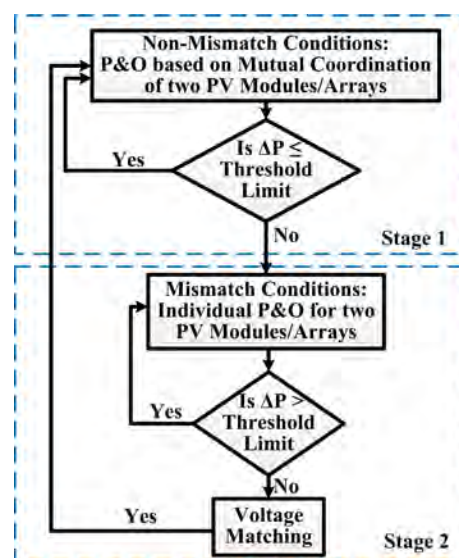 Non-Mismatch Conditions:
P&O based on Mutual Coordination
of two PV Modules/Arrays
Yes
Is ΔP ≤
Threshold
Limit
No
Stage 1
Mismatch Conditions:
Individual P&O for two
PV Modules/Arrays
Yes
Is ΔP >
Threshold
Limit
No
Yes
Voltage
Matching
Stage 2